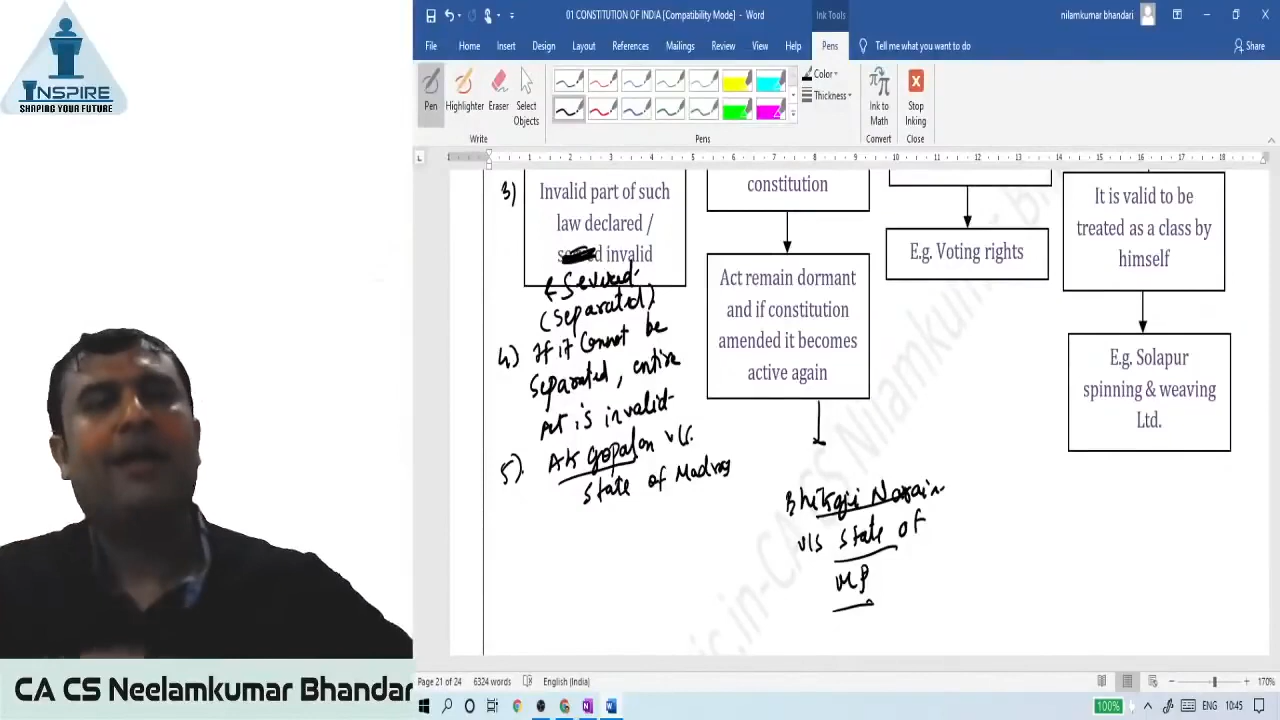 INSPIRE
SHAPING YOUR FUTURE
01 CONSTITUTION OF INDIA [Compatibility Mode] - Word
Ink Tools
nilamkumar bhandari
File Home Insert Design Layout References Mailings Review View Help Pens Tell me what you want to do Share
Pen Highlighter Eraser Select Objects
Color
Thickness
Ink to Math
Stop Inking
Write Pens Convert Close
3)
Invalid part of such
law declared /
invalid
Severed
(Separated)
4) If it Cannot be
Separated, entire
Act is invalid
5). AK Gopalan v/s.
State of Madras
constitution
Act remain dormant
and if constitution
amended it becomes
active again
Bhikaji Narain
v/s State of
MP
E.g. Voting rights
It is valid to be
treated as a class by
himself
E.g. Solapur
spinning & weaving
Ltd.
CA CS Neelamkumar Bhandar
Page 21 of 24 6324 words English (India) 170%
100% ENG 10:45